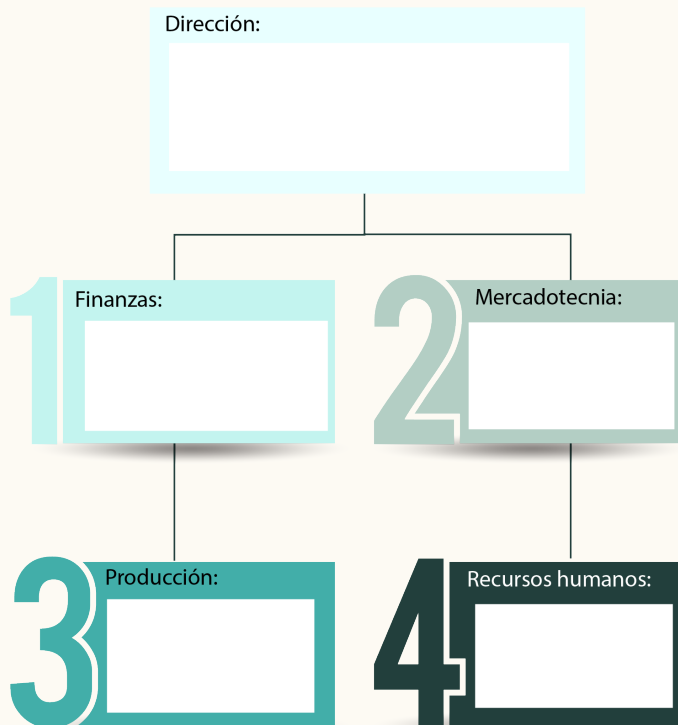 Dirección:
1
Finanzas:
2
Mercadotecnia:
3
Producción:
4
Recursos humanos: